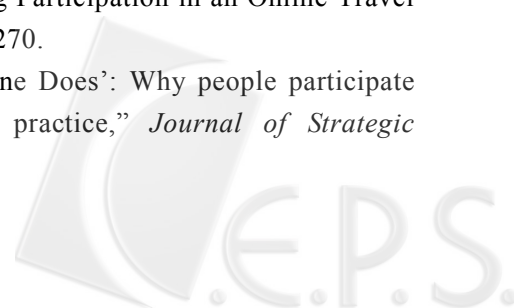 g Participation in an Online Travel
270.
ne Does’: Why people participate
practice,” Journal of Strategic
C.E.P.S.